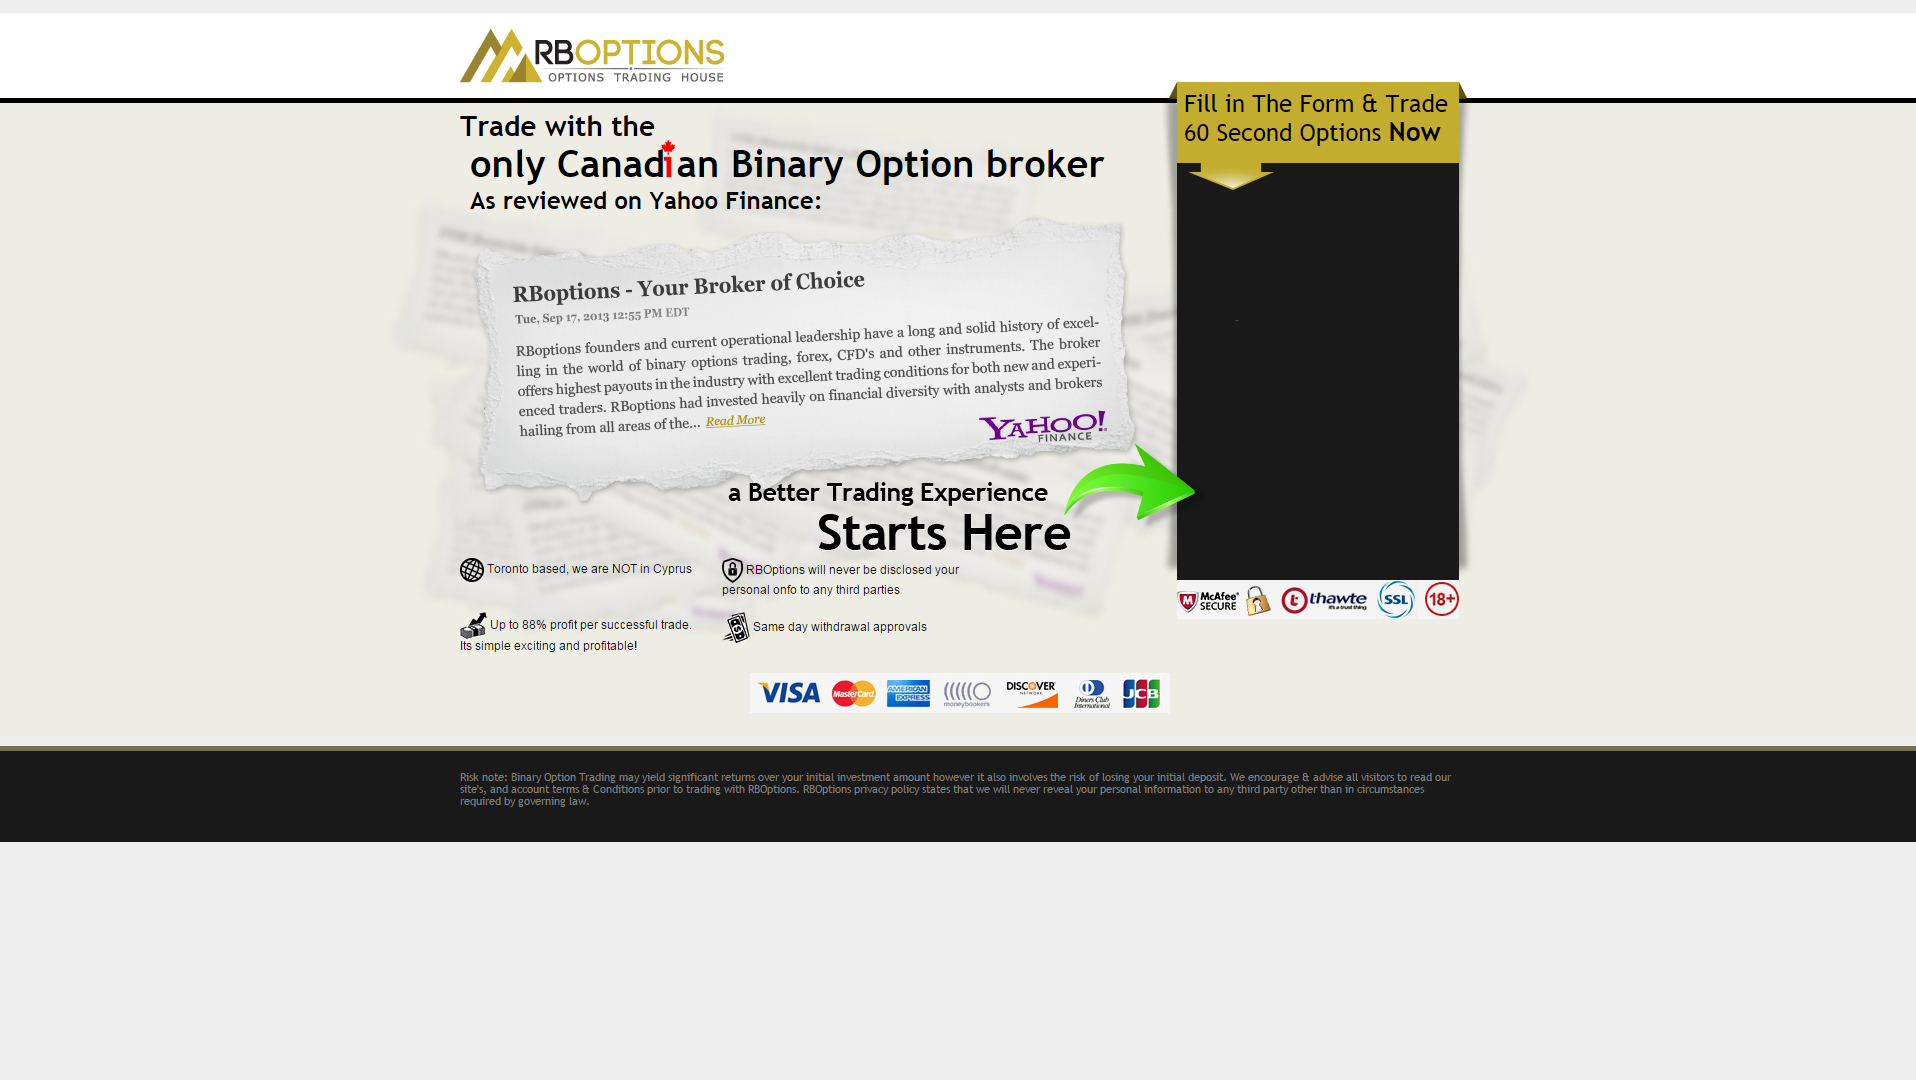 RBOPTIONS
OPTIONS TRADING HOUSE
Fill in The Form & Trade
60 Second Options Now
Trade with the
only Canadian Binary Option broker
As reviewed on Yahoo Finance:
RBoptions - Your Broker of Choice
Tue, Sep 17, 2013 12:55 PM EDT
RBoptions founders and current operational leadership have a long and solid history of excel-
ling in the world of binary options trading, forex, CFD's and other instruments. The broker
offers highest payouts in the industry with excellent trading conditions for both new and experi-
enced traders. RBoptions had invested heavily on financial diversity with analysts and brokers
hailing from all areas of the... Read More
YAHOO!
FINANCE
a Better Trading Experience
Starts Here
Toronto based, we are NOT in Cyprus
RBOptions will never be disclosed your
personal onfo to any third parties
Up to 88% profit per successful trade.
Its simple exciting and profitable!
Same day withdrawal approvals
McAfee
SECURE
thawte
it's a trust thing
SSL
18+
VISA
MasterCard
AMERICAN
EXPRESS
moneybookers
DISCOVER
NETWORK
Diners Club
International
JCB
Risk note: Binary Option Trading may yield significant returns over your initial investment amount however it also involves the risk of losing your initial deposit. We encourage & advise all visitors to read our
site's, and account terms & Conditions prior to trading with RBOptions. RBOptions privacy policy states that we will never reveal your personal information to any third party other than in circumstances
required by governing law.